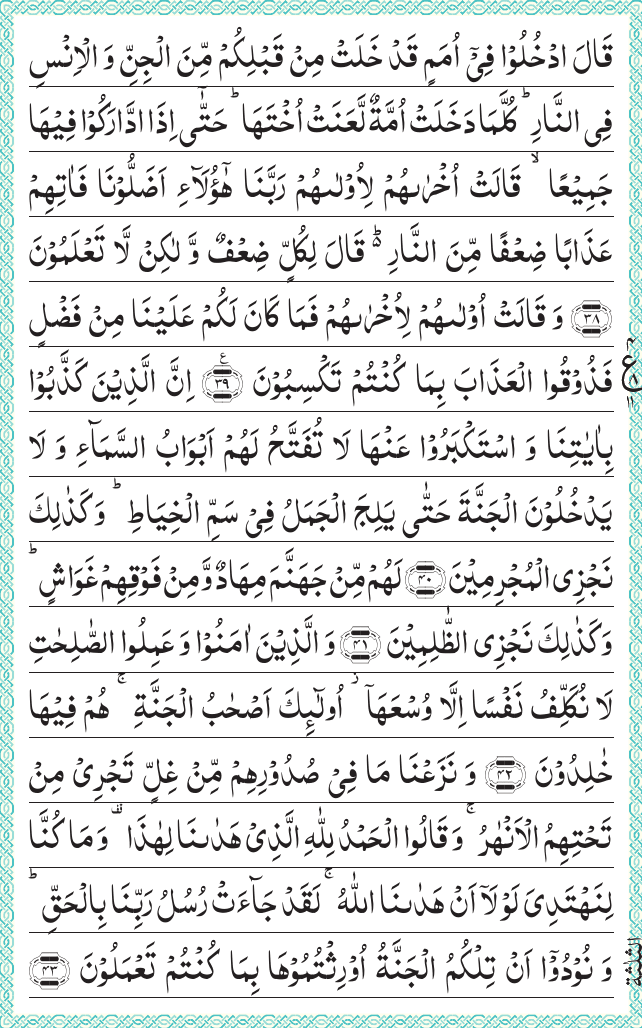 قَالَ ادْخُلُوْا فِیْۤ اُمَمٍ قَدْ خَلَتْ مِنْ قَبْلِكُمْ مِّنَ الْجِنِّ وَ الْاِنْسِ
فِی النَّارِ ؕ كُلَّمَا دَخَلَتْ اُمَّةٌ لَّعَنَتْ اُخْتَهَا ؕ حَتّٰۤی اِذَا ادَّارَكُوْا فِیْهَا
جَمِیْعًا ۙ قَالَتْ اُخْرٰىهُمْ لِاُوْلٰىهُمْ رَبَّنَا هٰۤؤُلَآءِ اَضَلُّوْنَا فَاٰتِهِمْ
عَذَابًا ضِعْفًا مِّنَ النَّارِ ؕ۬ قَالَ لِكُلٍّ ضِعْفٌ وَّ لٰكِنْ لَّا تَعْلَمُوْنَ
﴿۳۸﴾ وَ قَالَتْ اُوْلٰىهُمْ لِاُخْرٰىهُمْ فَمَا كَانَ لَكُمْ عَلَیْنَا مِنْ فَضْلٍ
فَذُوْقُوا الْعَذَابَ بِمَا كُنْتُمْ تَكْسِبُوْنَ ﴿۳۹﴾ ع اِنَّ الَّذِیْنَ كَذَّبُوْا
بِاٰیٰتِنَا وَ اسْتَكْبَرُوْا عَنْهَا لَا تُفَتَّحُ لَهُمْ اَبْوَابُ السَّمَآءِ وَ لَا
یَدْخُلُوْنَ الْجَنَّةَ حَتّٰی یَلِجَ الْجَمَلُ فِیْ سَمِّ الْخِیَاطِ ؕ وَ كَذٰلِكَ
نَجْزِی الْمُجْرِمِیْنَ ﴿۴۰﴾ لَهُمْ مِّنْ جَهَنَّمَ مِهَادٌ وَّ مِنْ فَوْقِهِمْ غَوَاشٍ ؕ
وَ كَذٰلِكَ نَجْزِی الظّٰلِمِیْنَ ﴿۴۱﴾ وَ الَّذِیْنَ اٰمَنُوْا وَ عَمِلُوا الصّٰلِحٰتِ
لَا نُكَلِّفُ نَفْسًا اِلَّا وُسْعَهَاۤ ؗ اُولٰٓىِٕكَ اَصْحٰبُ الْجَنَّةِ ۚ هُمْ فِیْهَا
خٰلِدُوْنَ ﴿۴۲﴾ وَ نَزَعْنَا مَا فِیْ صُدُوْرِهِمْ مِّنْ غِلٍّ تَجْرِیْ مِنْ
تَحْتِهِمُ الْاَنْهٰرُ ۚ وَ قَالُوا الْحَمْدُ لِلّٰهِ الَّذِیْ هَدٰىنَا لِهٰذَا ۫ وَ مَا كُنَّا
لِنَهْتَدِیَ لَوْلَاۤ اَنْ هَدٰىنَا اللّٰهُ ۚ لَقَدْ جَآءَتْ رُسُلُ رَبِّنَا بِالْحَقِّ ؕ
وَ نُوْدُوْۤا اَنْ تِلْكُمُ الْجَنَّةُ اُوْرِثْتُمُوْهَا بِمَا كُنْتُمْ تَعْمَلُوْنَ ﴿۴۳﴾